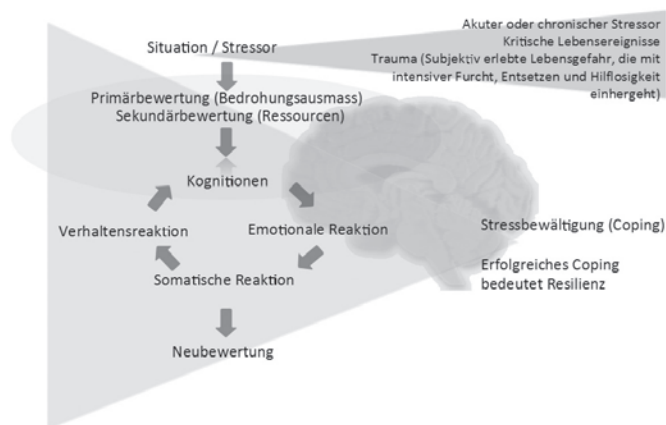 Akuter oder chronischer Stressor
Kritische Lebensereignisse
Trauma (Subjektiv erlebte Lebensgefahr, die mit
intensiver Furcht, Entsetzen und Hilflosigkeit
einhergeht)
Situation / Stressor
Primärbewertung (Bedrohungsausmass)
Sekundärbewertung (Ressourcen)
Kognitionen
Verhaltensreaktion
Emotionale Reaktion
Somatische Reaktion
Neubewertung
Stressbewältigung (Coping)
Erfolgreiches Coping
bedeutet Resilienz